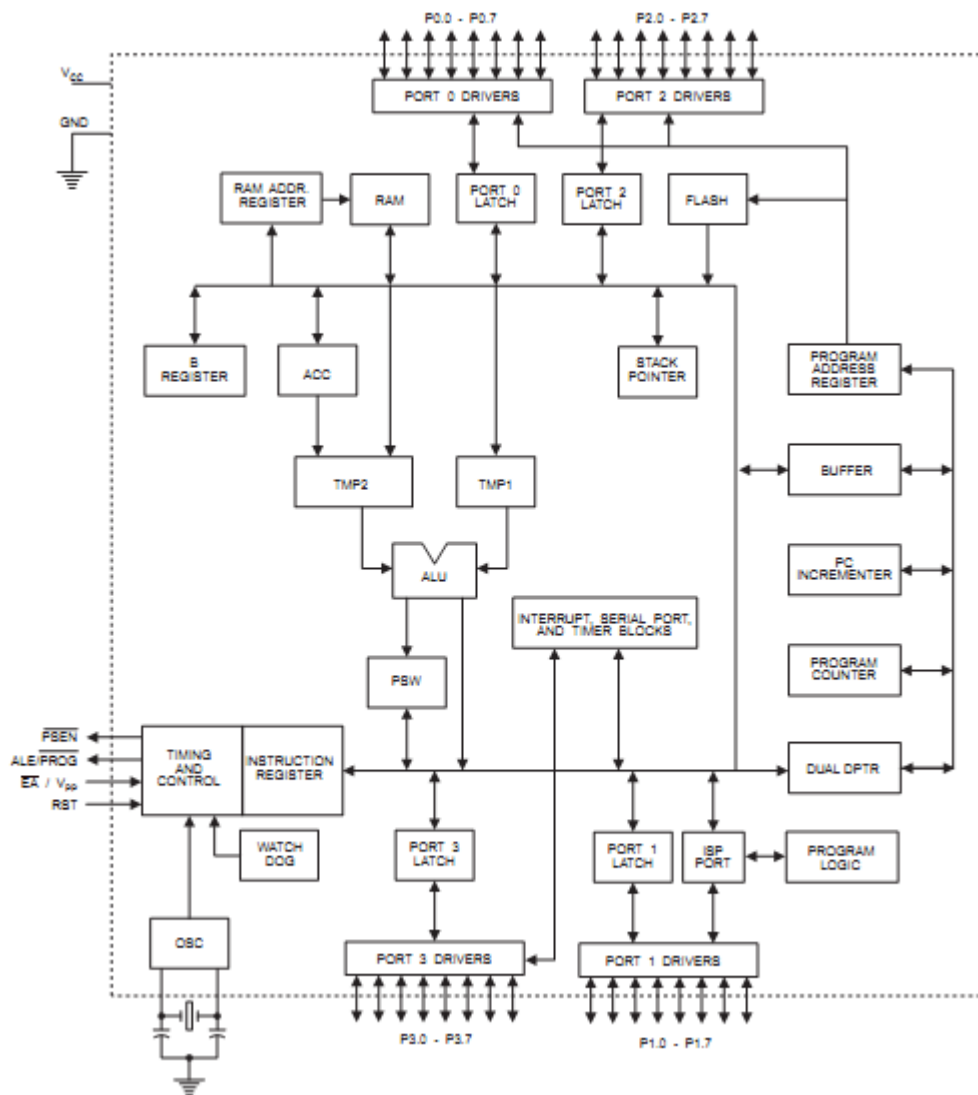 P0.0 - P0.7
P2.0 - P2.7
VCC
PORT 0 DRIVERS
PORT 2 DRIVERS
GND
RAM ADDR.
REGISTER
RAM
PORT 0
LATCH
PORT 2
LATCH
FLASH
B
REGISTER
ACC
STACK
POINTER
PROGRAM
ADDRESS
REGISTER
TMP2
TMP1
BUFFER
ALU
PC
INCREMENTER
INTERRUPT, SERIAL PORT,
AND TIMER BLOCKS
PSW
PROGRAM
COUNTER
PSEN
ALE/PROG
EA / VPP
RST
TIMING
AND
CONTROL
INSTRUCTION
REGISTER
DUAL DPTR
WATCH
DOG
PORT 3
LATCH
PORT 1
LATCH
ISP
PORT
PROGRAM
LOGIC
OSC
PORT 3 DRIVERS
PORT 1 DRIVERS
P3.0 - P3.7
P1.0 - P1.7